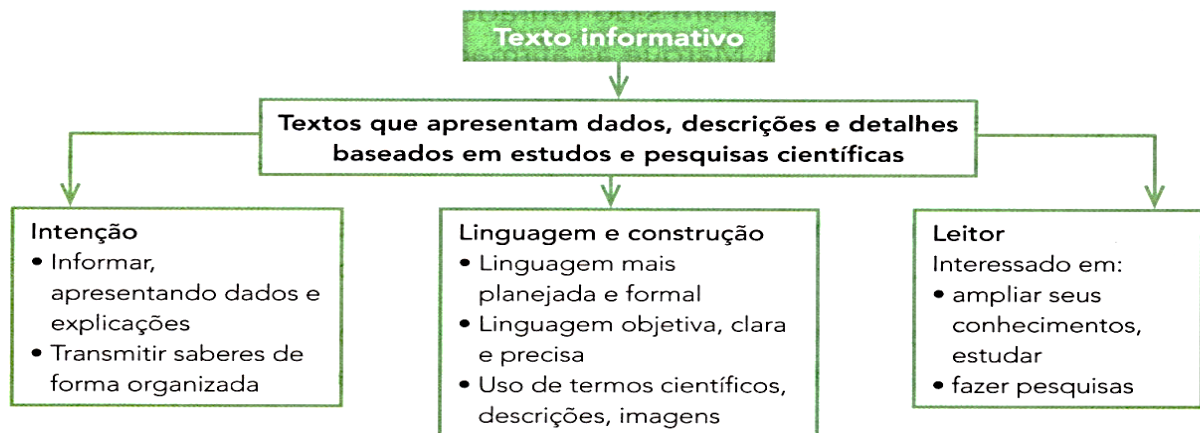 Texto informativo
Textos que apresentam dados, descrições e detalhes
baseados em estudos e pesquisas científicas
Intenção
• Informar,
apresentando dados e
explicações
• Transmitir saberes de
forma organizada
Linguagem e construção
• Linguagem mais
planejada e formal
• Linguagem objetiva, clara
e precisa
• Uso de termos científicos,
descrições, imagens
Leitor
Interessado em:
• ampliar seus
conhecimentos,
estudar
• fazer pesquisas